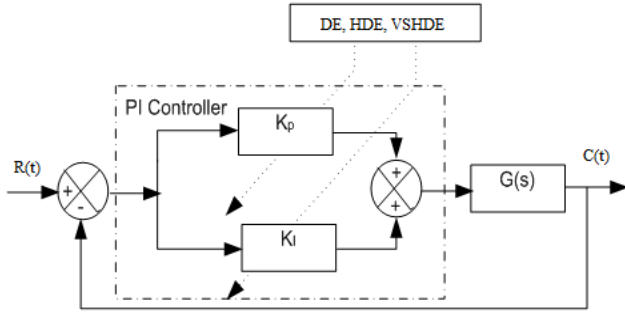 DE, HDE, VSHDE
PI Controller
Kp
R(t)
C(t)
G(s)
+
-
+
+
KI